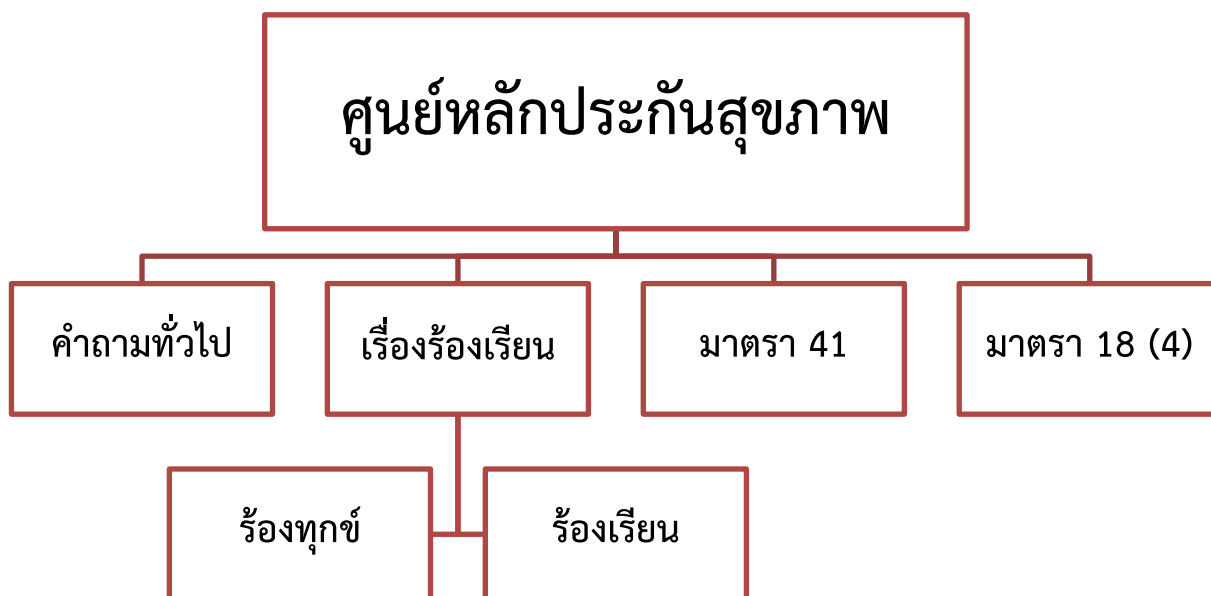 ศูนย์หลักประกันสุขภาพ
คำถามทั่วไป
เรื่องร้องเรียน
มาตรา 41
มาตรา 18 (4)
ร้องทุกข์
ร้องเรียน